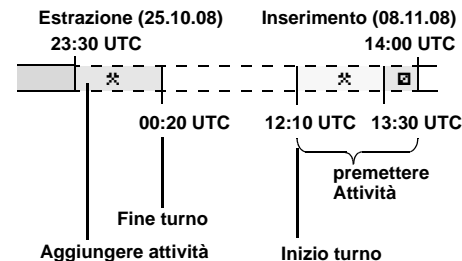 Estrazione (25.10.08) Inserimento (08.11.08)
23:30 UTC 14:00 UTC
00:20 UTC 12:10 UTC 13:30 UTC
premettere
Attività
Fine turno
Aggiungere attività Inizio turno